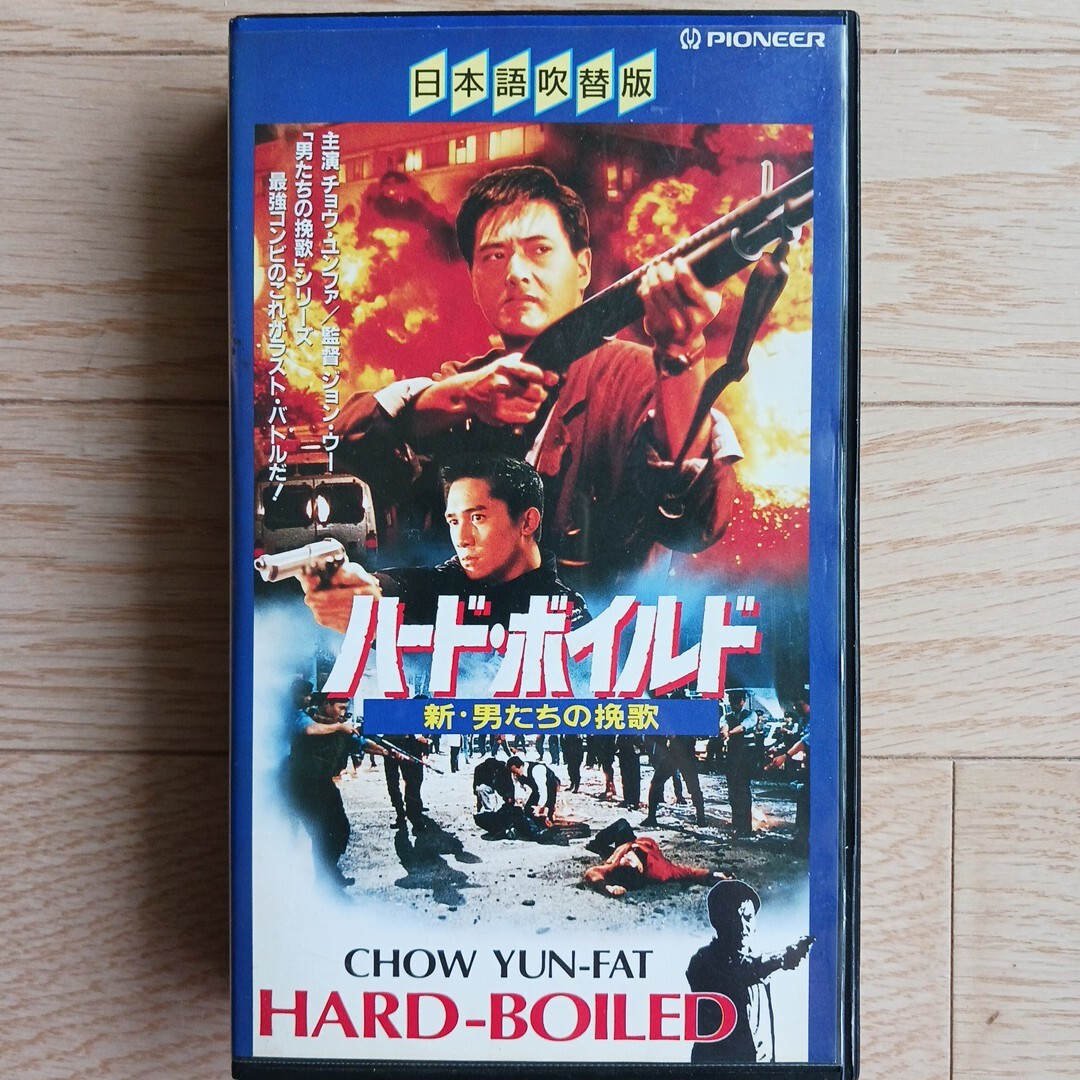 PIONEER
日本語吹替版
主演 チョウ・ユンファ／監督 ジョン・ウー
「男たちの挽歌」シリーズ
最強コンビのこれがラスト・バトルだ！
ハード・ボイルド
新・男たちの挽歌
CHOW YUN-FAT
HARD-BOILED